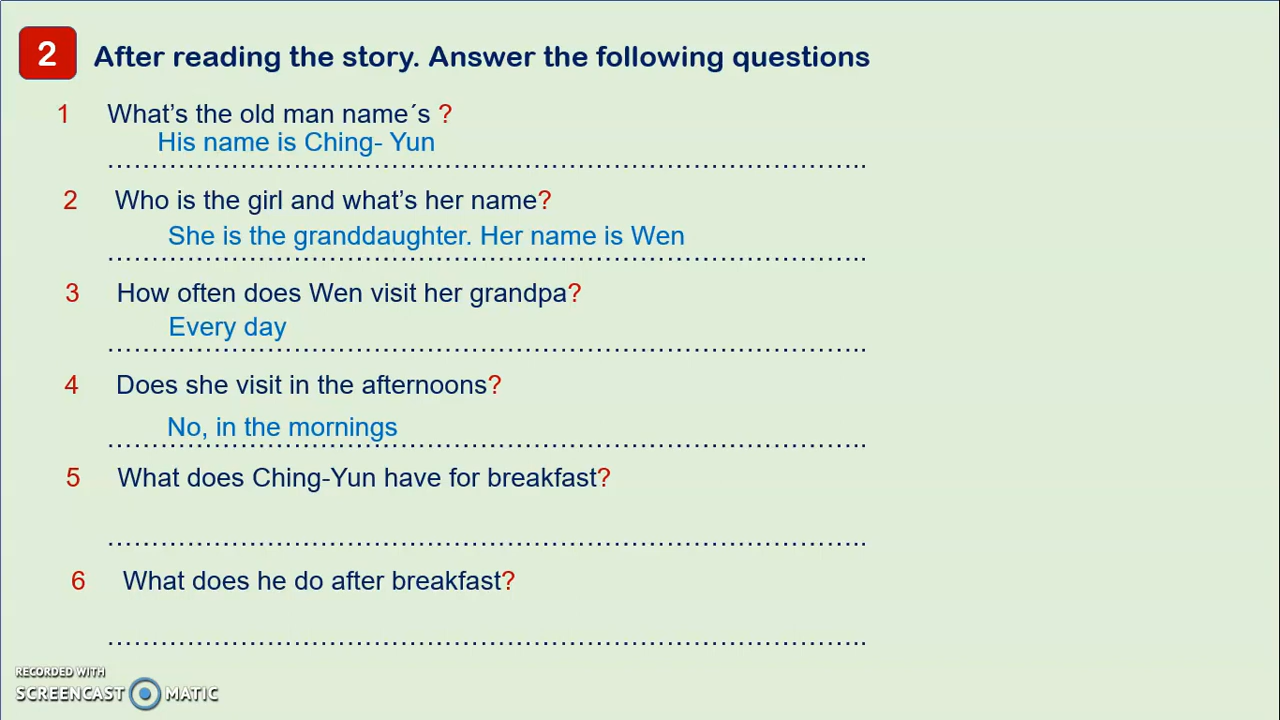 2 After reading the story. Answer the following questions
1 What's the old man name´s ?
His name is Ching- Yun
2 Who is the girl and what's her name?
She is the granddaughter. Her name is Wen
3 How often does Wen visit her grandpa?
Every day
4 Does she visit in the afternoons?
No, in the mornings
5 What does Ching-Yun have for breakfast?
6 What does he do after breakfast?
RECORDED WITH
SCREENCAST MATIC